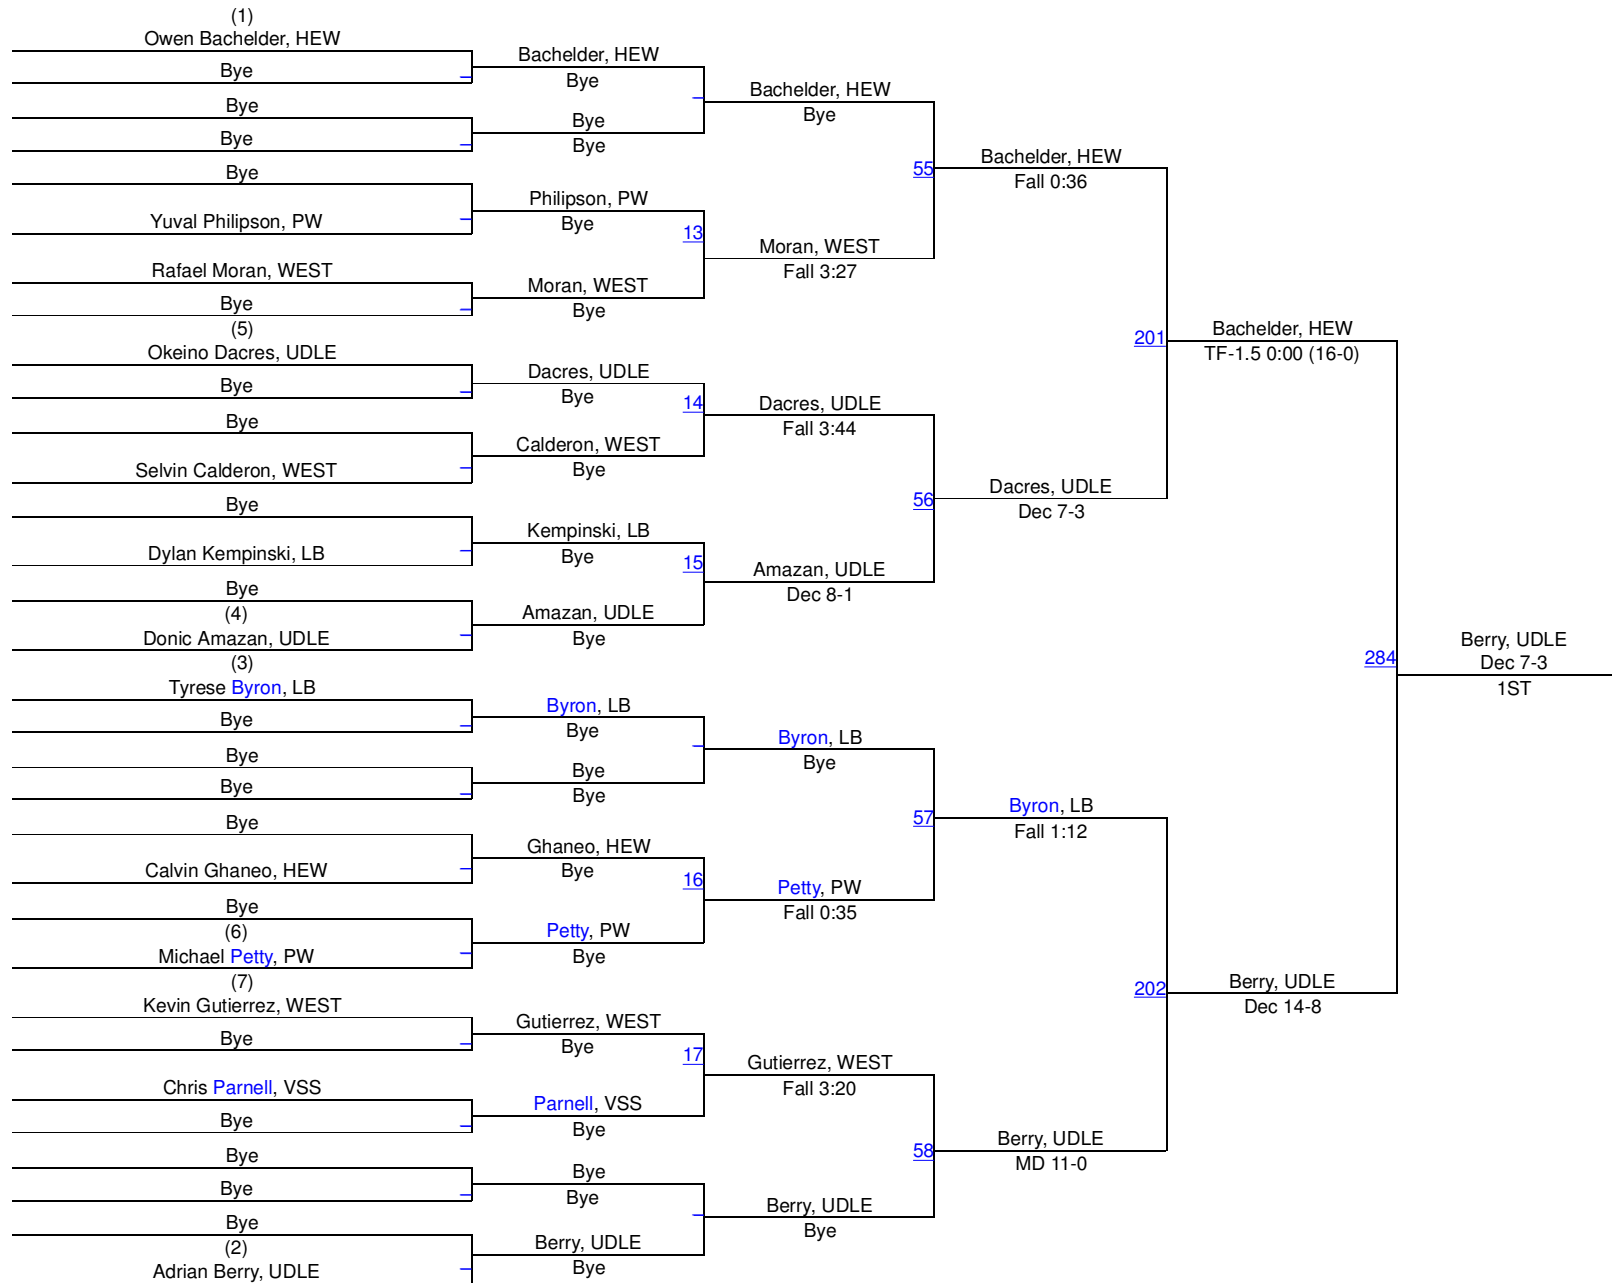 (1)
Owen Bachelder, HEW
Bye
Bye
Bye
Bye
Yuval Philipson, PW
Rafael Moran, WEST
Bye
(5)
Okeino Dacres, UDLE
Bye
Bye
Selvin Calderon, WEST
Bye
Dylan Kempinski, LB
Bye
(4)
Donic Amazan, UDLE
(3)
Tyrese Byron, LB
Bye
Bye
Bye
Bye
Calvin Ghaneo, HEW
Bye
(6)
Michael Petty, PW
(7)
Kevin Gutierrez, WEST
Bye
Chris Parnell, VSS
Bye
Bye
Bye
Bye
(2)
Adrian Berry, UDLE
Bachelder, HEW
Bye
Bye
Bye
Philipson, PW
Bye
13
Moran, WEST
Bye
Dacres, UDLE
Bye
14
Calderon, WEST
Bye
Kempinski, LB
Bye
15
Amazan, UDLE
Bye
Byron, LB
Bye
Bye
Bye
Ghaneo, HEW
Bye
16
Petty, PW
Bye
Gutierrez, WEST
Bye
17
Parnell, VSS
Bye
Bye
Bye
Berry, UDLE
Bye
Bachelder, HEW
Bye
55
Moran, WEST
Fall 3:27
Dacres, UDLE
Fall 3:44
56
Amazan, UDLE
Dec 8-1
Byron, LB
Bye
57
Petty, PW
Fall 0:35
Gutierrez, WEST
Fall 3:20
58
Berry, UDLE
Bye
Bachelder, HEW
Fall 0:36
201
Dacres, UDLE
Dec 7-3
Byron, LB
Fall 1:12
202
Berry, UDLE
MD 11-0
Bachelder, HEW
TF-1.5 0:00 (16-0)
284
Berry, UDLE
Dec 14-8
Berry, UDLE
Dec 7-3
1ST